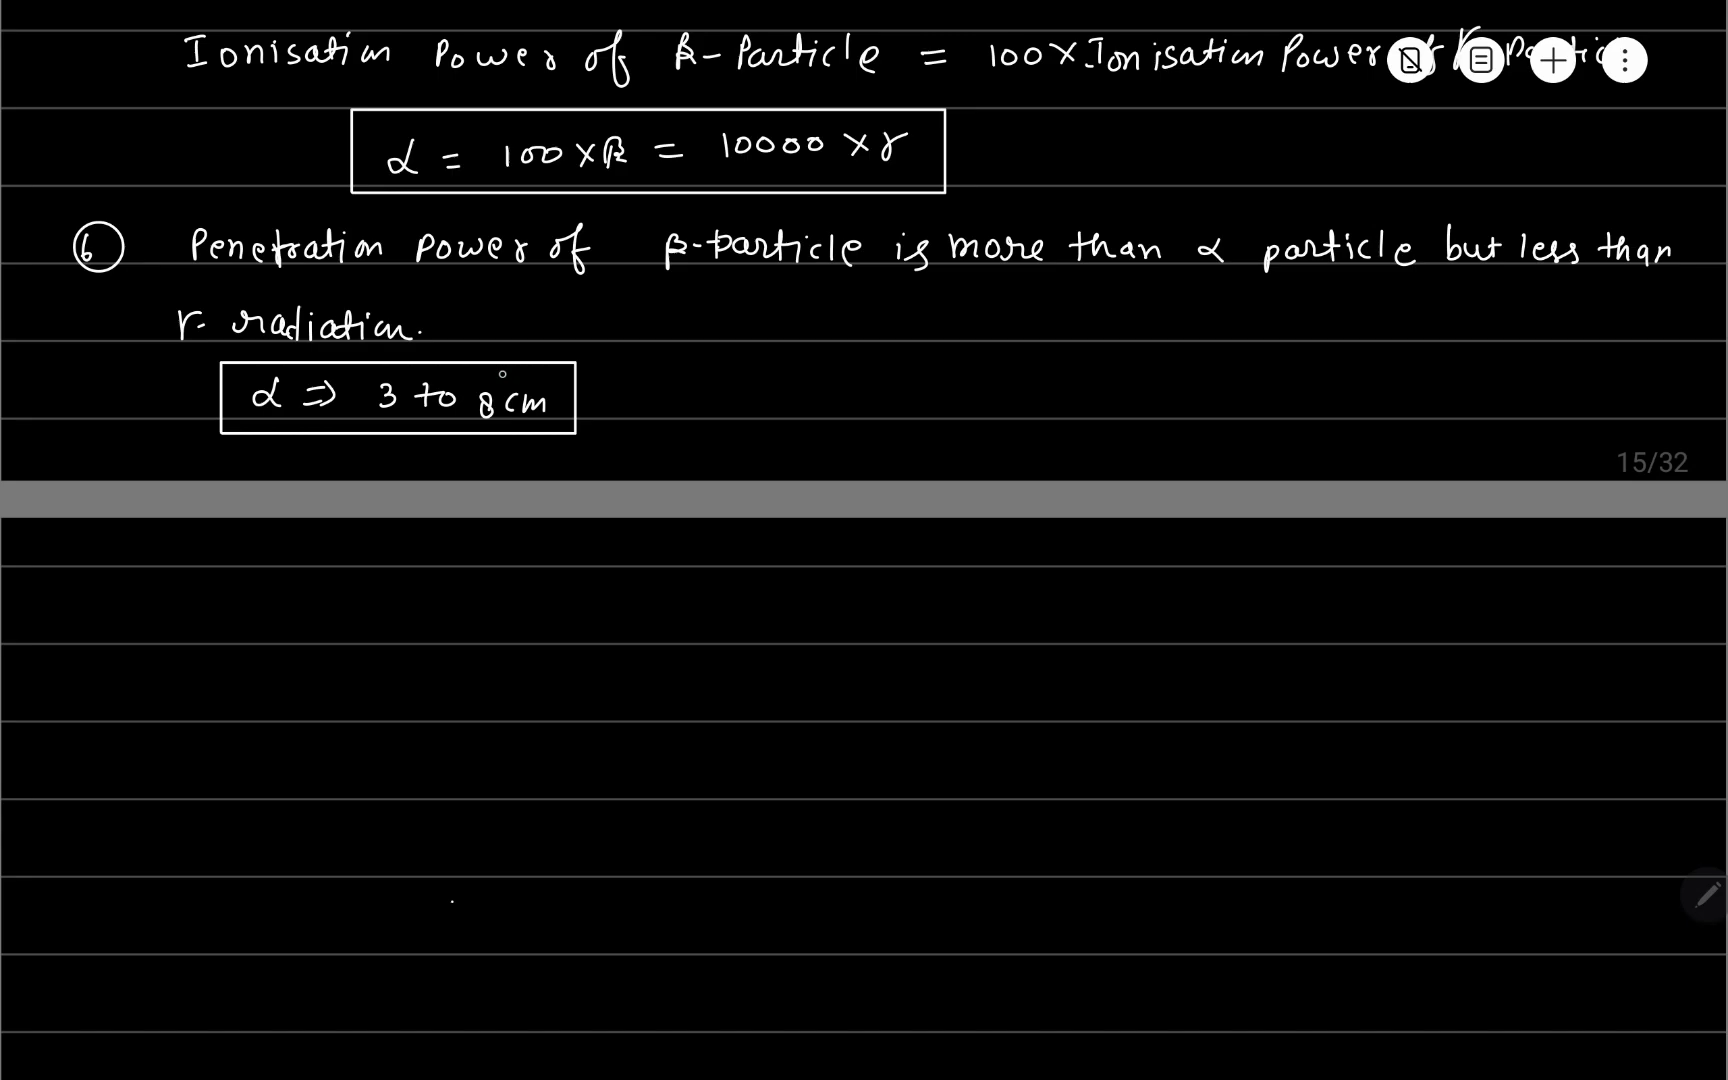 Ionisation Power of β-Particle = 100 × Ionisation Power
α = 100 × β = 10000 × γ
6 Penetration Power of β-particle is more than α particle but less than
γ- radiation.
α ⇒ 3 to 8 cm
15/32